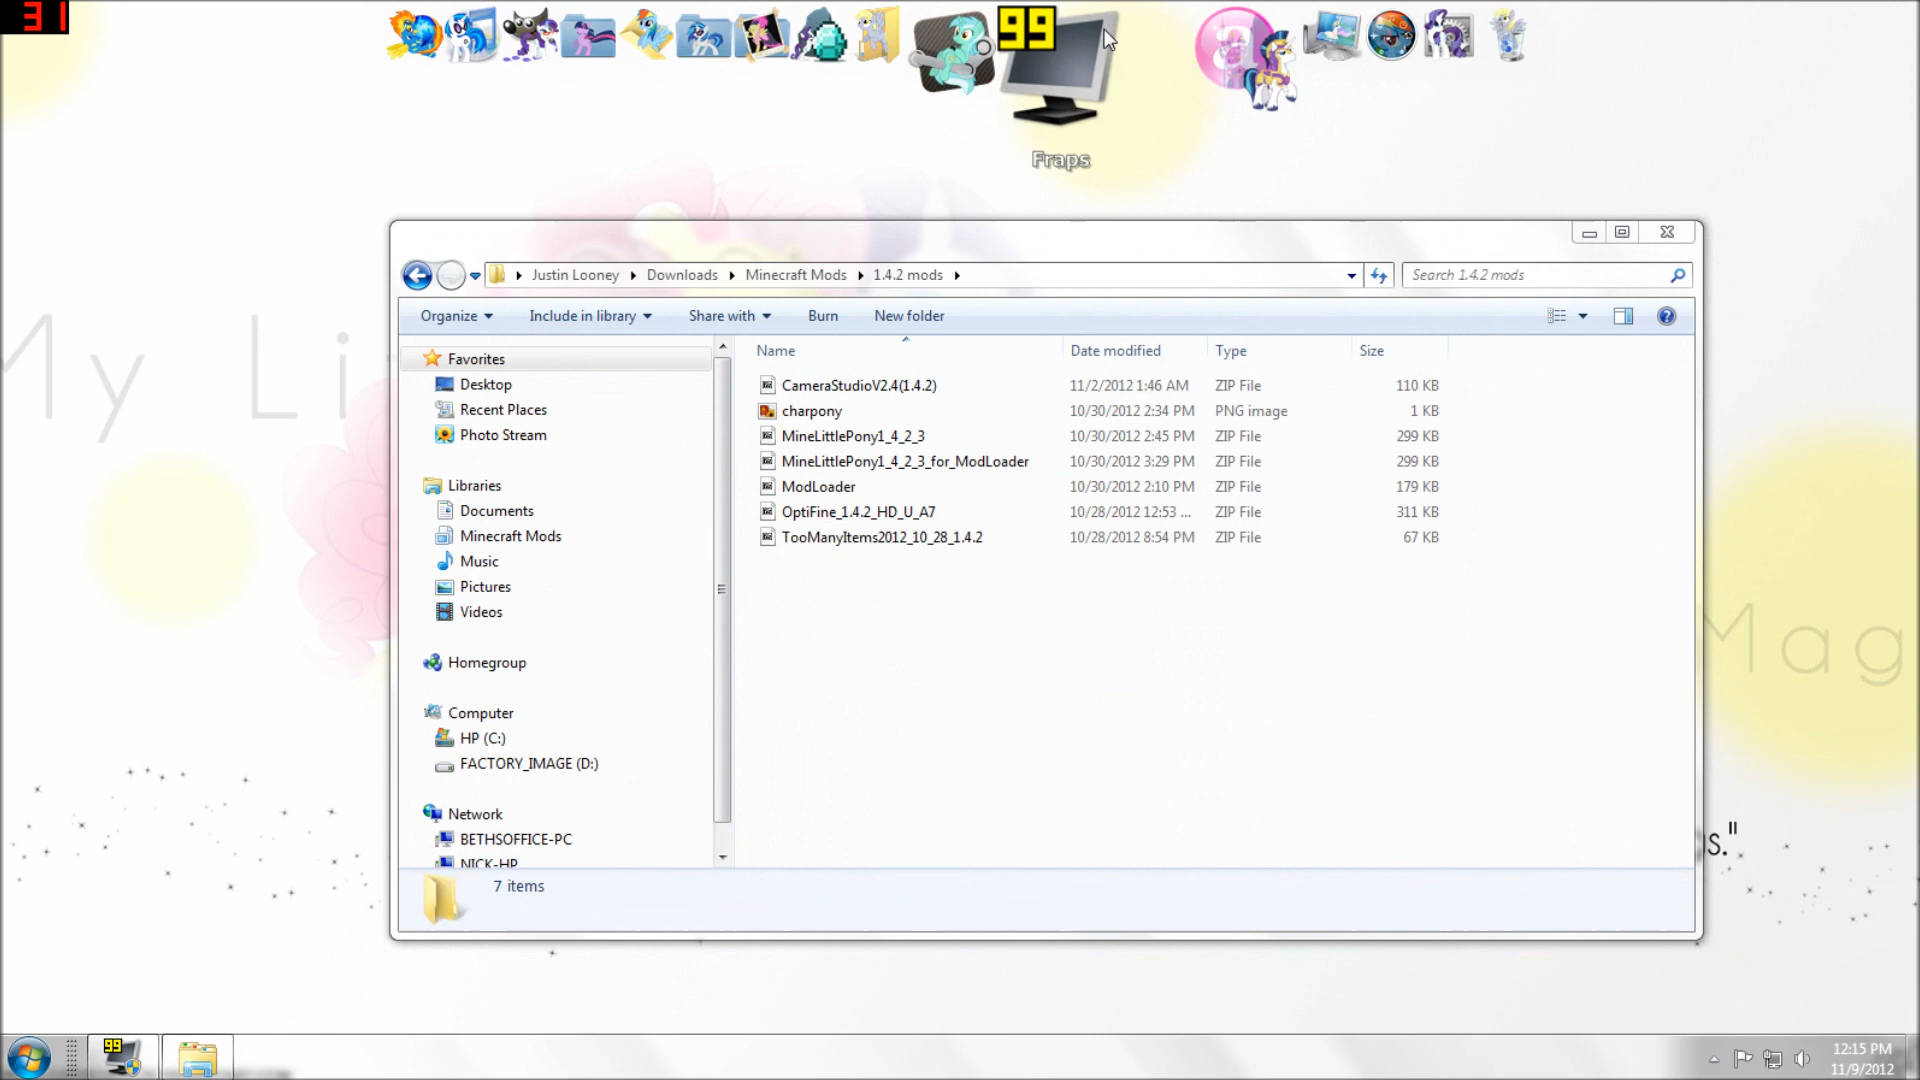 31
99
Fraps
Justin Looney Downloads Minecraft Mods 1.4.2 mods
Search 1.4.2 mods
Organize Include in library Share with Burn New folder
Name Date modified Type Size
Favorites
Desktop
Recent Places
Photo Stream
Libraries
Documents
Minecraft Mods
Music
Pictures
Videos
Homegroup
Computer
HP (C:)
FACTORY_IMAGE (D:)
Network
BETHSOFFICE-PC
NICK-HP
CameraStudioV2.4(1.4.2) 11/2/2012 1:46 AM ZIP File 110 KB
charpony 10/30/2012 2:34 PM PNG image 1 KB
MineLittlePony1_4_2_3 10/30/2012 2:45 PM ZIP File 299 KB
MineLittlePony1_4_2_3_for_ModLoader 10/30/2012 3:29 PM ZIP File 299 KB
ModLoader 10/30/2012 2:10 PM ZIP File 179 KB
OptiFine_1.4.2_HD_U_A7 10/28/2012 12:53 ... ZIP File 311 KB
TooManyItems2012_10_28_1.4.2 10/28/2012 8:54 PM ZIP File 67 KB
7 items
My Li
Mag
s."
99
12:15 PM
11/9/2012